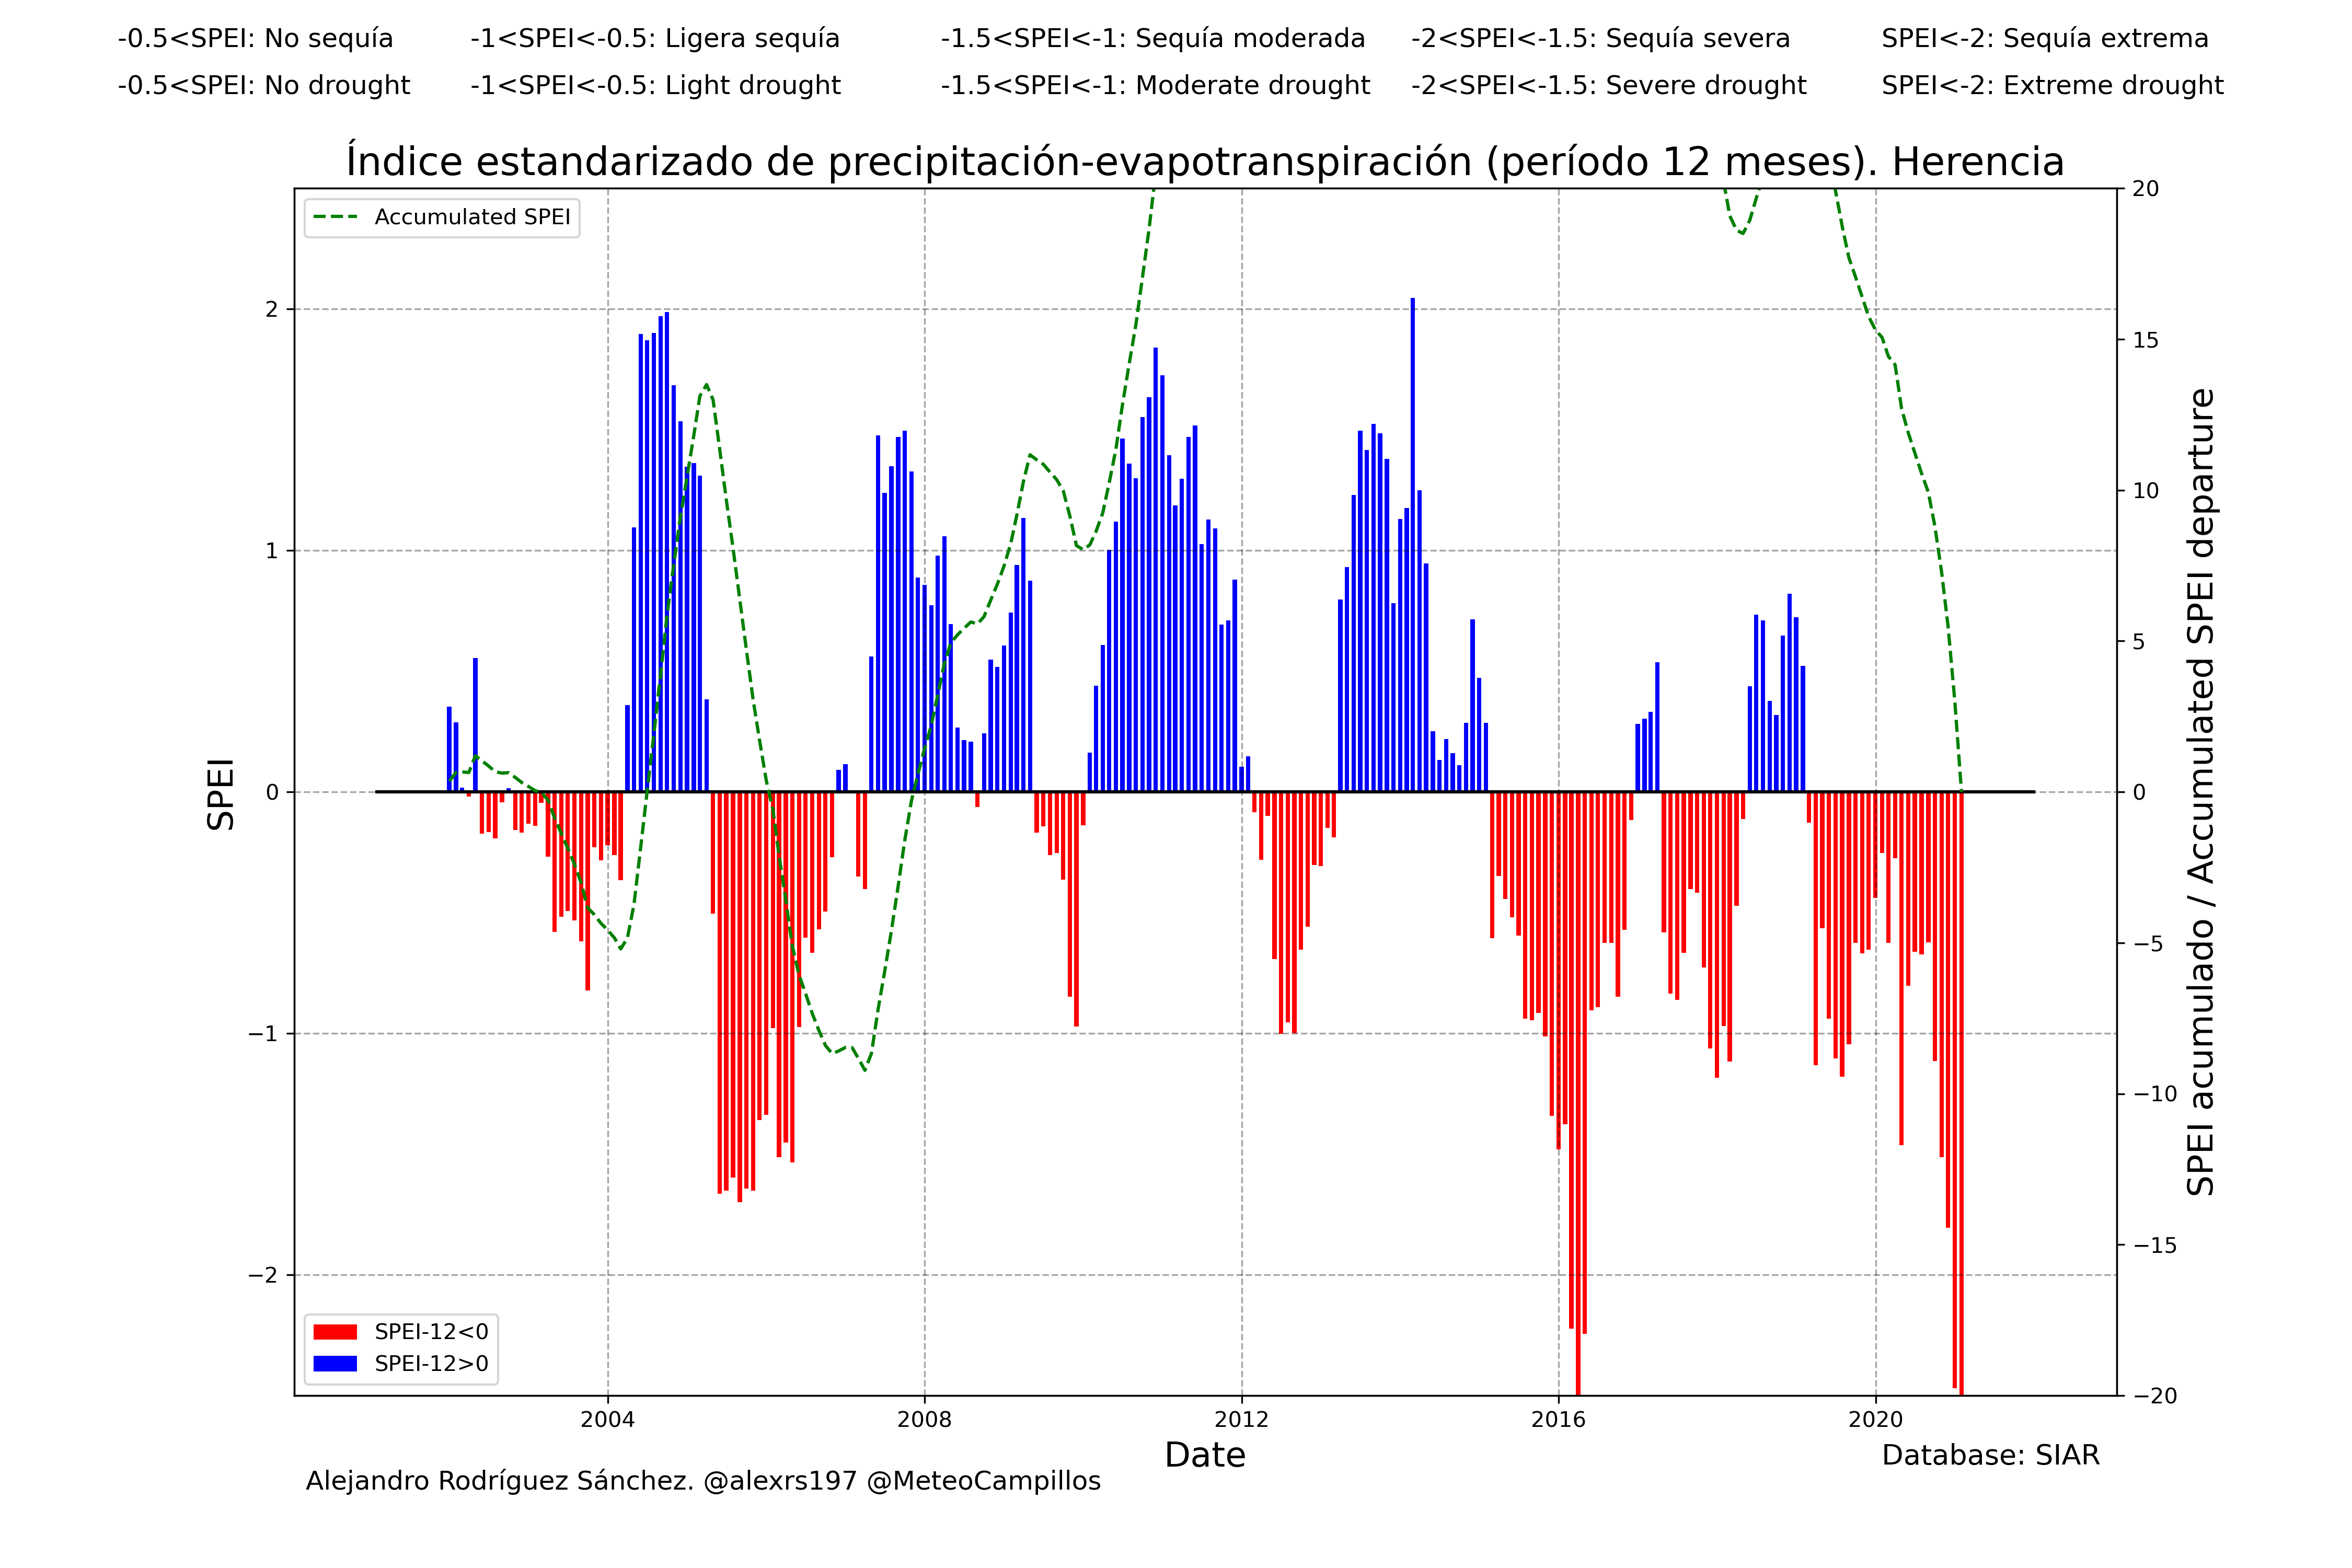 -0.5<SPEI: No sequía -1<SPEI<-0.5: Ligera sequía -1.5<SPEI<-1: Sequía moderada -2<SPEI<-1.5: Sequía severa SPEI<-2: Sequía extrema
-0.5<SPEI: No drought -1<SPEI<-0.5: Light drought -1.5<SPEI<-1: Moderate drought -2<SPEI<-1.5: Severe drought SPEI<-2: Extreme drought
Índice estandarizado de precipitación-evapotranspiración (período 12 meses). Herencia
Accumulated SPEI
SPEI
2
1
0
−1
−2
20
15
10
5
0
−5
−10
−15
−20
SPEI acumulado / Accumulated SPEI departure
SPEI-12<0
SPEI-12>0
2004 2008 2012 2016 2020
Date
Database: SIAR
Alejandro Rodríguez Sánchez. @alexrs197 @MeteoCampillos